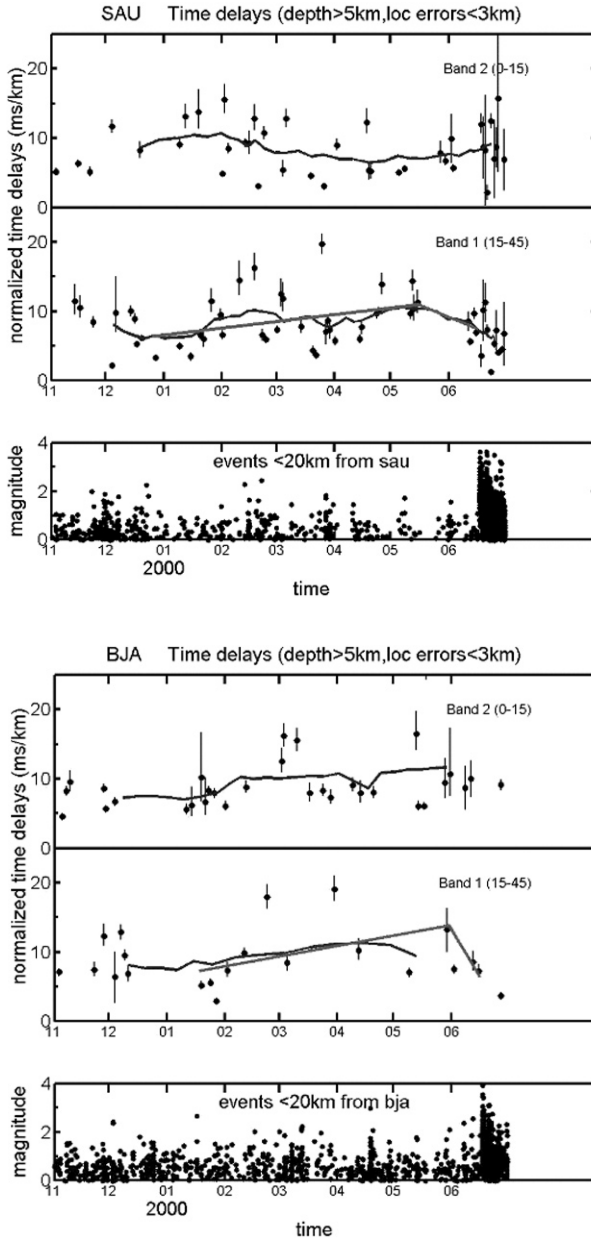 SAU Time delays (depth>5km,loc errors<3km)
normalized time delays (ms/km)
20
Band 2 (0-15)
10
0
20
Band 1 (15-45)
10
0
11 12 01 02 03 04 05 06
magnitude
4
events <20km from sau
2
0
11 12 01 02 03 04 05 06
2000
time
BJA Time delays (depth>5km,loc errors<3km)
normalized time delays (ms/km)
20
Band 2 (0-15)
10
0
20
Band 1 (15-45)
10
0
11 12 01 02 03 04 05 06
magnitude
4
events <20km from bja
2
0
11 12 01 02 03 04 05 06
2000
time